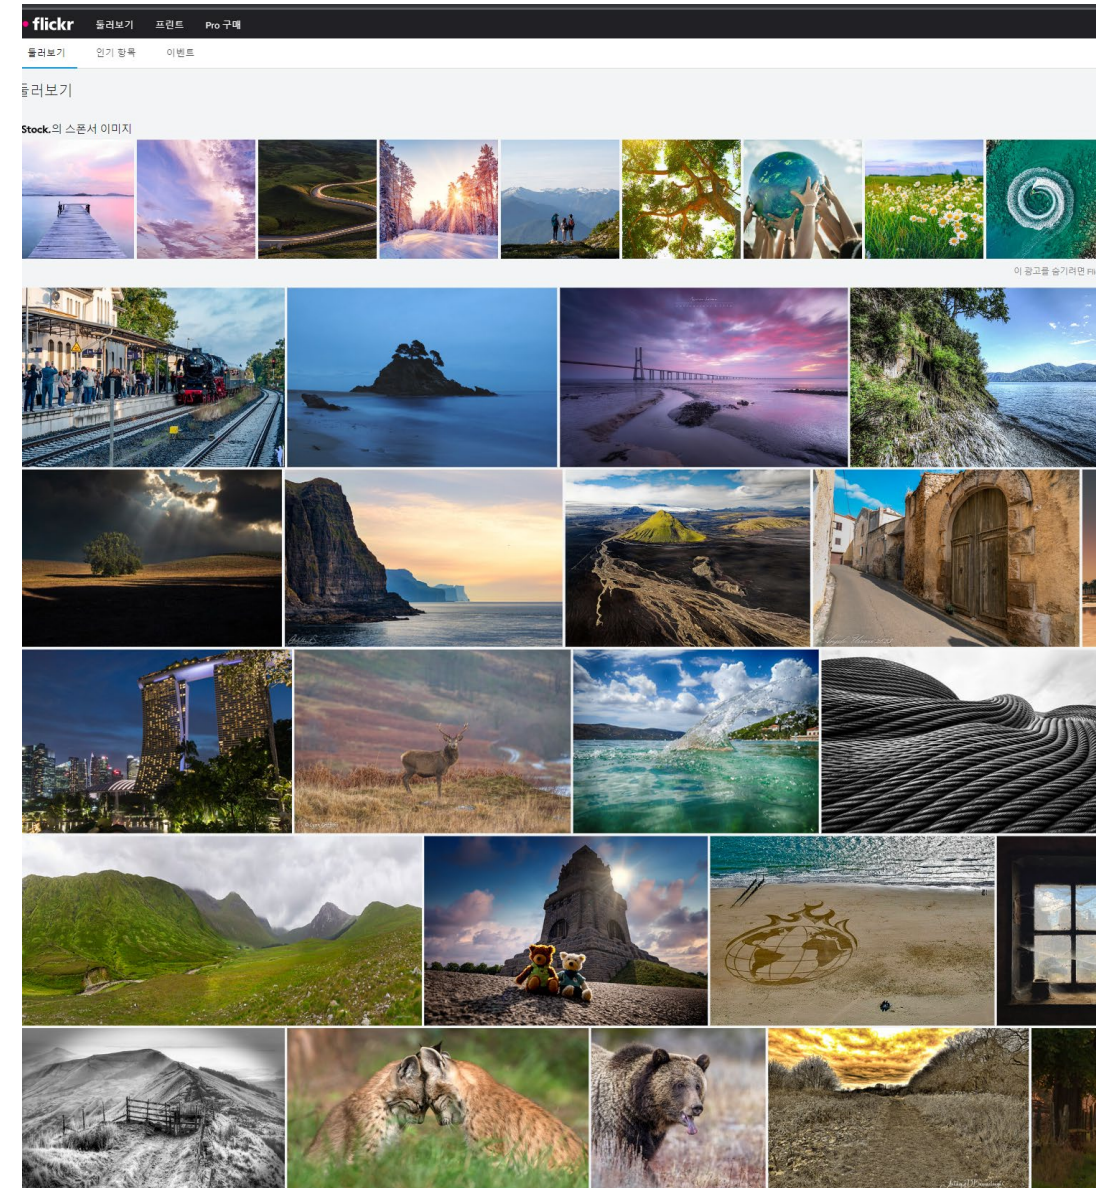 flickr 둘러보기 프린트 Pro 구매
둘러보기 인기 항목 이벤트
둘러보기
Stock.의 스폰서 이미지
이 광고를 숨기려면 Fli